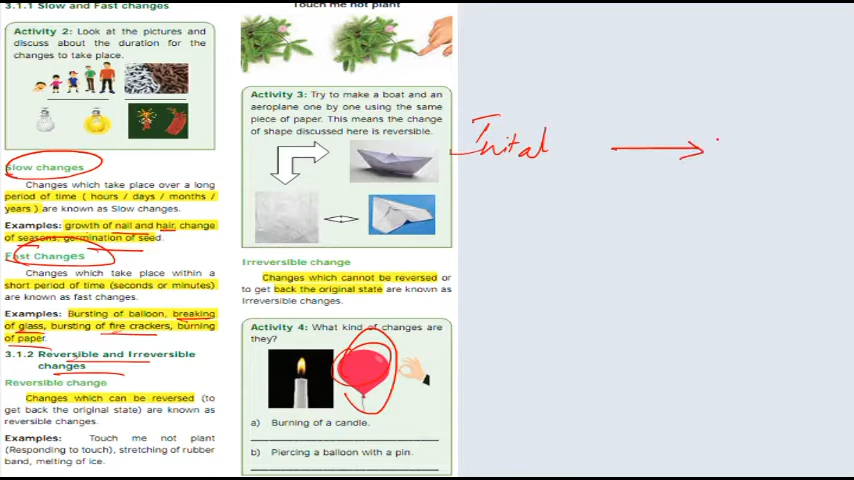 3.1.1 Slow and Fast changes
Activity 2: Look at the pictures and
discuss about the duration for the
changes to take place.
Slow changes
Changes which take place over a long
period of time ( hours / days / months /
years ) are known as Slow changes.
Examples: growth of nail and hair, change
of seasons, germination of seed.
Fast Changes
Changes which take place within a
short period of time (seconds or minutes)
are known as fast changes.
Examples: Bursting of balloon, breaking
of glass, bursting of fire crackers, burning
of paper.
3.1.2 Reversible and Irreversible
changes
Reversible change
Changes which can be reversed (to
get back the original state) are known as
reversible changes.
Examples: Touch me not plant
(Responding to touch), stretching of rubber
band, melting of ice.
Touch me not plant
Activity 3: Try to make a boat and an
aeroplane one by one using the same
piece of paper. This means the change
of shape discussed here is reversible.
Irreversible change
Changes which cannot be reversed or
to get back the original state are known as
Irreversible changes.
Activity 4: What kind of changes are
they?
a) Burning of a candle.
b) Piercing a balloon with a pin.
Inital